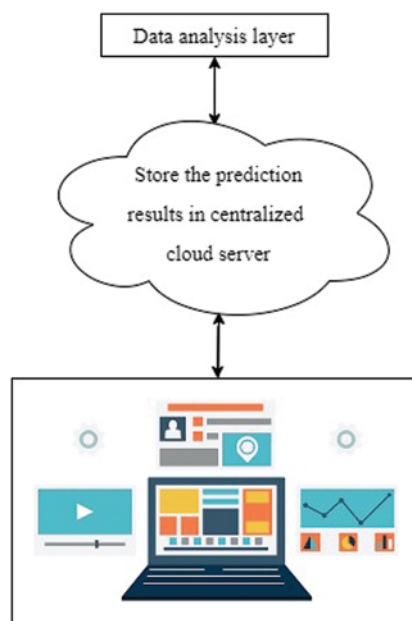 Data analysis layer
Store the prediction
results in centralized
cloud server